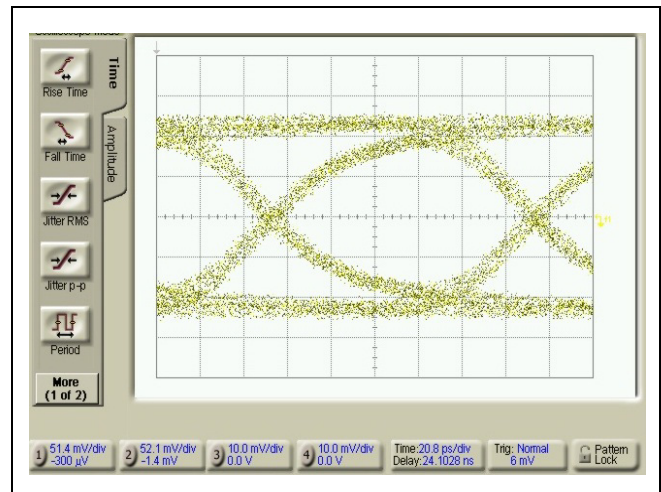 Oscilloscope Mode
Time
Amplitude
Rise Time
Fall Time
Jitter RMS
Jitter p-p
Period
More
(1 of 2)
1 51.4 mV/div
-300 µV
2 52.1 mV/div
-1.4 mV
3 10.0 mV/div
0.0 V
4 10.0 mV/div
0.0 V
Time:20.8 ps/div
Delay:24.1028 ns
Trig: Normal
6 mV
Pattern
Lock